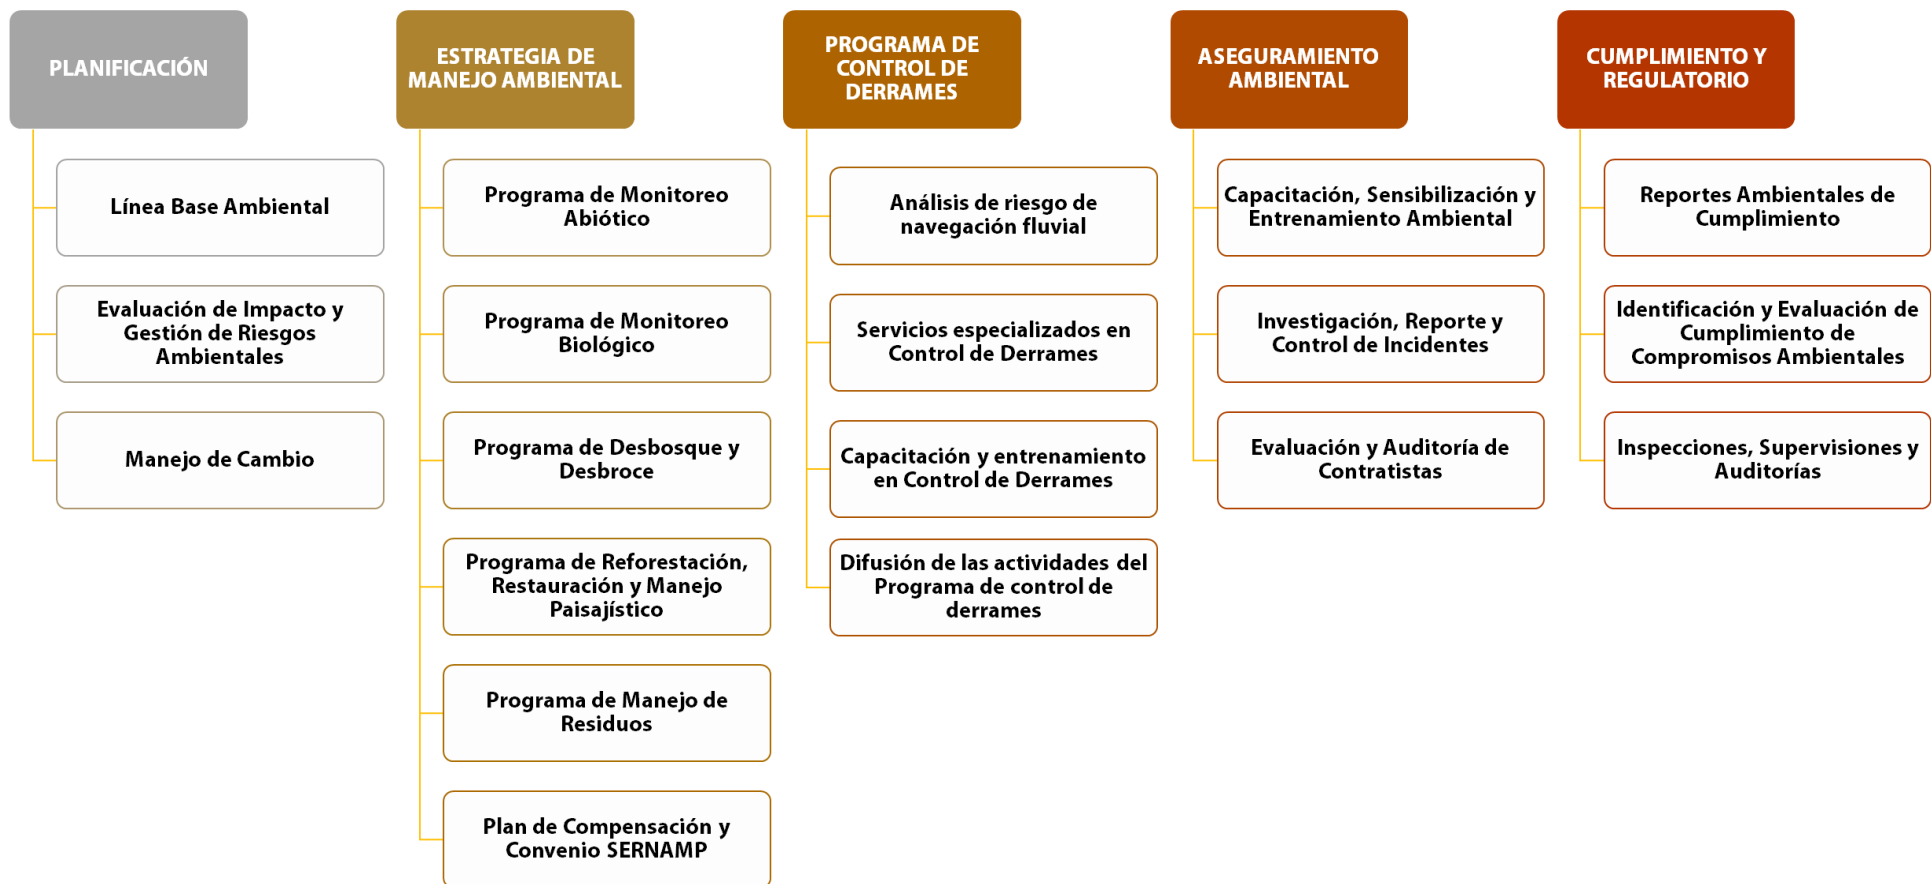 PLANIFICACIÓN
Línea Base Ambiental
Evaluación de Impacto y
Gestión de Riesgos
Ambientales
Manejo de Cambio
ESTRATEGIA DE
MANEJO AMBIENTAL
Programa de Monitoreo
Abiótico
Programa de Monitoreo
Biológico
Programa de Desbosque y
Desbroce
Programa de Reforestación,
Restauración y Manejo
Paisajístico
Programa de Manejo de
Residuos
Plan de Compensación y
Convenio SERNAMP
PROGRAMA DE
CONTROL DE
DERRAMES
Análisis de riesgo de
navegación fluvial
Servicios especializados en
Control de Derrames
Capacitación y entrenamiento
en Control de Derrames
Difusión de las actividades del
Programa de control de
derrames
ASEGURAMIENTO
AMBIENTAL
Capacitación, Sensibilización y
Entrenamiento Ambiental
Investigación, Reporte y
Control de Incidentes
Evaluación y Auditoría de
Contratistas
CUMPLIMIENTO Y
REGULATORIO
Reportes Ambientales de
Cumplimiento
Identificación y Evaluación de
Cumplimiento de
Compromisos Ambientales
Inspecciones, Supervisiones y
Auditorías